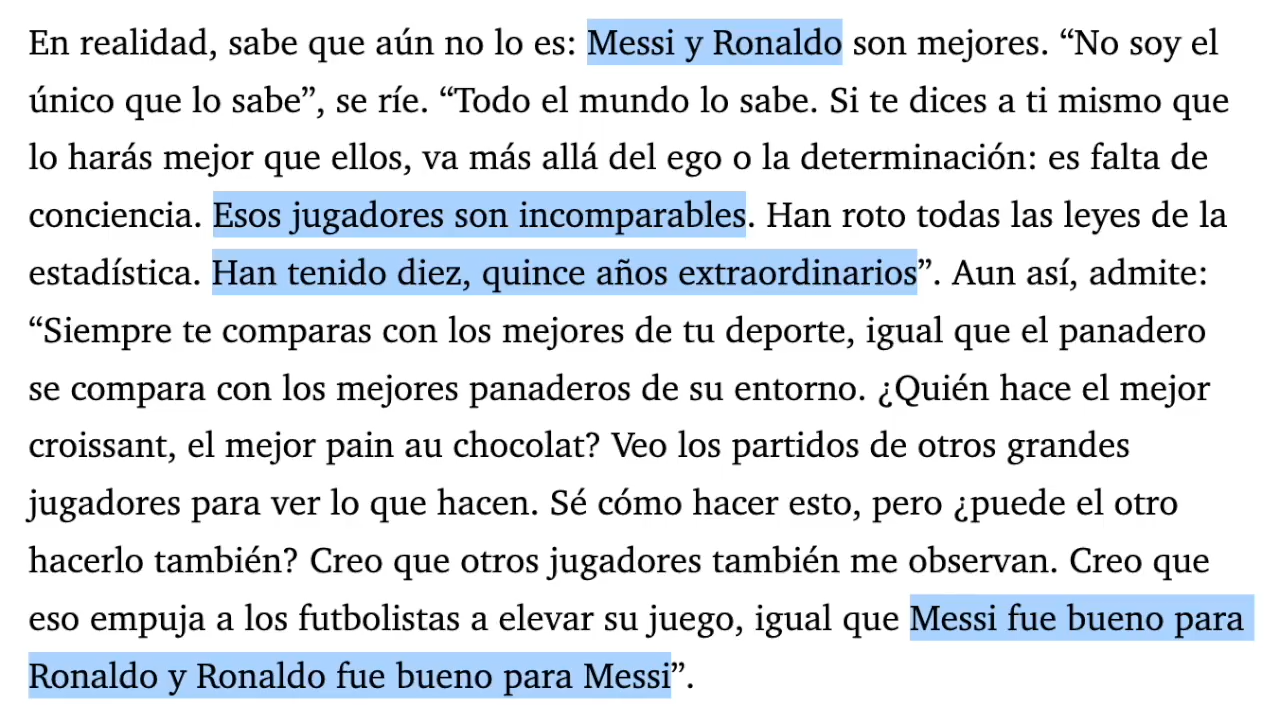 En realidad, sabe que aún no lo es: Messi y Ronaldo son mejores. “No soy el
único que lo sabe”, se ríe. “Todo el mundo lo sabe. Si te dices a ti mismo que
lo harás mejor que ellos, va más allá del ego o la determinación: es falta de
conciencia. Esos jugadores son incomparables. Han roto todas las leyes de la
estadística. Han tenido diez, quince años extraordinarios”. Aun así, admite:
“Siempre te comparas con los mejores de tu deporte, igual que el panadero
se compara con los mejores panaderos de su entorno. ¿Quién hace el mejor
croissant, el mejor pain au chocolat? Veo los partidos de otros grandes
jugadores para ver lo que hacen. Sé cómo hacer esto, pero ¿puede el otro
hacerlo también? Creo que otros jugadores también me observan. Creo que
eso empuja a los futbolistas a elevar su juego, igual que Messi fue bueno para
Ronaldo y Ronaldo fue bueno para Messi”.